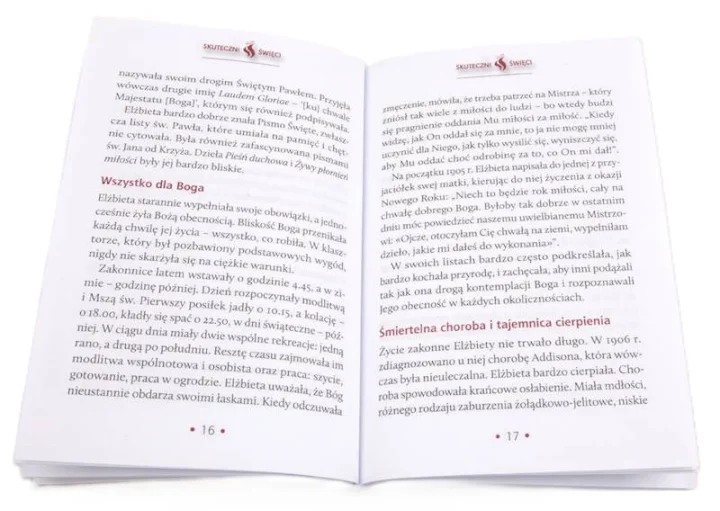 SKUTECZNI ŚWIĘCI
nazywała swoim drogim Świętym Pawłem. Przyjęła
wówczas drugie imię Laudem Gloriae – '[ku] chwale
Majestatu [Boga]', którym się również podpisywała.
Elżbieta bardzo dobrze znała Pismo Święte, zwłasz-
cza listy św. Pawła, które umiała na pamięć i chęt-
nie cytowała. Była również zafascynowana pismami
św. Jana od Krzyża. Dzieła Pieśń duchowa i Żywy płomień
miłości były jej bardzo bliskie.
Wszystko dla Boga
Elżbieta starannie wypełniała swoje obowiązki, a jedno-
cześnie żyła Bożą obecnością. Bliskość Boga przenikała
każdą chwilę jej życia – wszystko, co robiła. W klasz-
torze, który był pozbawiony podstawowych wygód,
nigdy nie skarżyła się na ciężkie warunki.
Zakonnice latem wstawały o godzinie 4.45, a w zi-
mie – godzinę później. Dzień rozpoczynały modlitwą
i Mszą św. Pierwszy posiłek jadły o 10.15, a kolację –
o 18.00, kładły się spać o 22.50, w dni świąteczne – póź-
niej. W ciągu dnia miały dwie wspólne rekreacje: jedną
rano, a drugą po południu. Resztę czasu zajmowała im
modlitwa wspólnotowa i osobista oraz praca: szycie,
gotowanie, praca w ogrodzie. Elżbieta uważała, że Bóg
nieustannie obdarza swoimi łaskami. Kiedy odczuwała
• 16 •
SKUTECZNI ŚWIĘCI
zmęczenie, mówiła, że trzeba patrzeć na Mistrza – który
zniósł tak wiele z miłości do ludzi – bo wtedy budzi
się pragnienie oddania Mu miłości za miłość. „Kiedy
widzę, jak On oddał się za mnie, to ja nie mogę mniej
uczynić dla Niego, jak tylko wysilić się, wyniszczyć się,
aby Mu oddać choć odrobinę za to, co On mi dał".
Na początku 1905 r. Elżbieta napisała do jednej z przy-
jaciółek swej matki, kierując do niej życzenia z okazji
Nowego Roku: „Niech to będzie rok miłości, cały na
chwałę dobrego Boga. Byłoby tak dobrze w ostatnim
dniu móc powiedzieć naszemu uwielbianemu Mistrzo-
wi: «Ojcze, otoczyłam Cię chwałą na ziemi, wypełniłam
dzieło, jakie mi dałeś do wykonania»".
W swoich listach bardzo często podkreślała, jak
bardzo kochała przyrodę, i zachęcała, aby inni podążali
tak jak ona drogą kontemplacji Boga i rozpoznawali
Jego obecność w każdych okolicznościach.
Śmiertelna choroba i tajemnica cierpienia
Życie zakonne Elżbiety nie trwało długo. W 1906 r.
zdiagnozowano u niej chorobę Addisona, która wów-
czas była nieuleczalna. Elżbieta bardzo cierpiała. Cho-
roba spowodowała krańcowe osłabienie. Miała mdłości,
różnego rodzaju zaburzenia żołądkowo-jelitowe, niskie
• 17 •